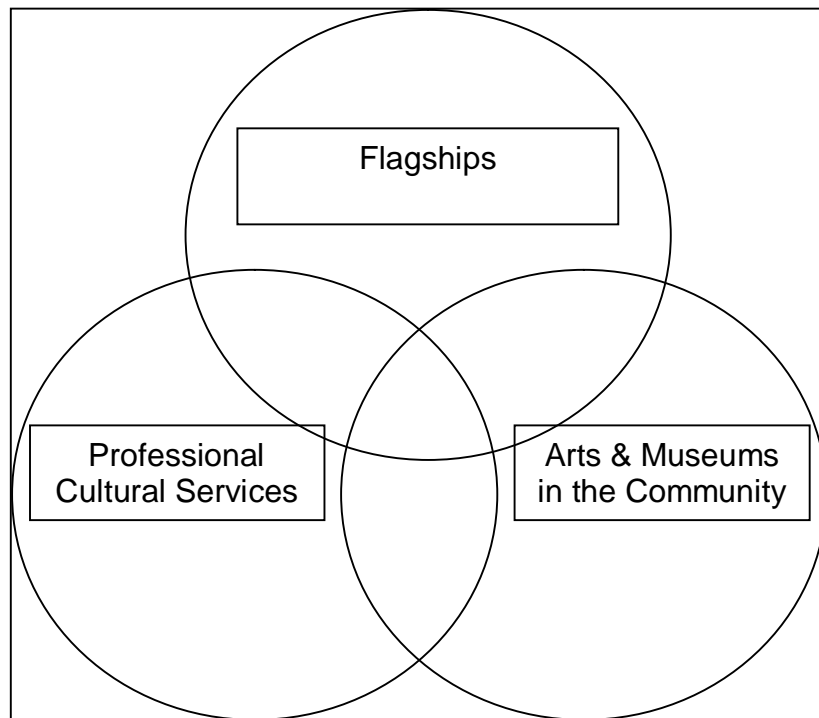 Flagships
Professional
Cultural Services
Arts & Museums
in the Community